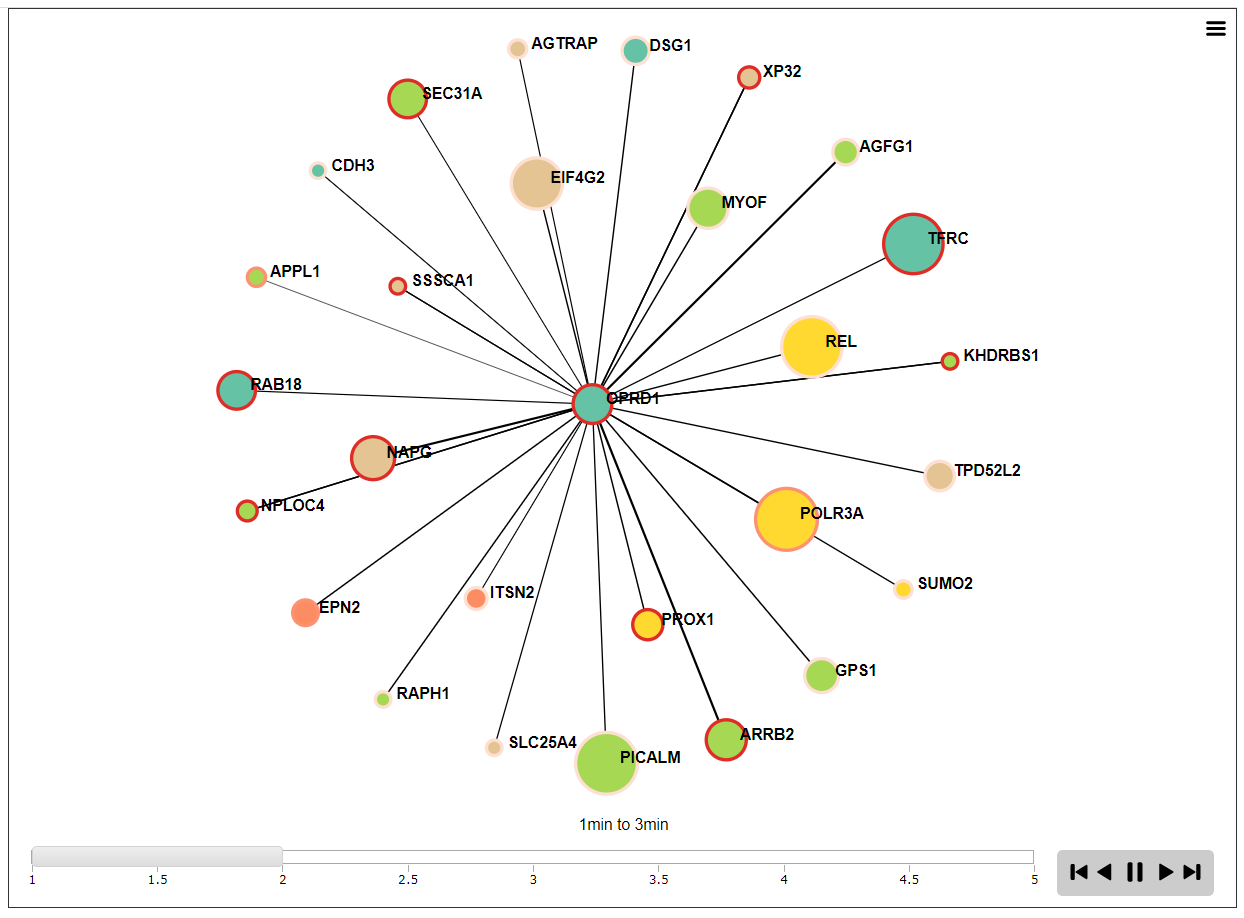 AGTRAP
DSG1
XP32
SEC31A
AGFG1
CDH3
EIF4G2
MYOF
TFRC
APPL1
SSSCA1
REL
KHDRBS1
RAB18
OPRD1
NAPG
TPD52L2
NPLOC4
POLR3A
SUMO2
ITSN2
EPN2
PROX1
GPS1
RAPH1
ARRB2
SLC25A4
PICALM
1min to 3min
1 1.5 2 2.5 3 3.5 4 4.5 5